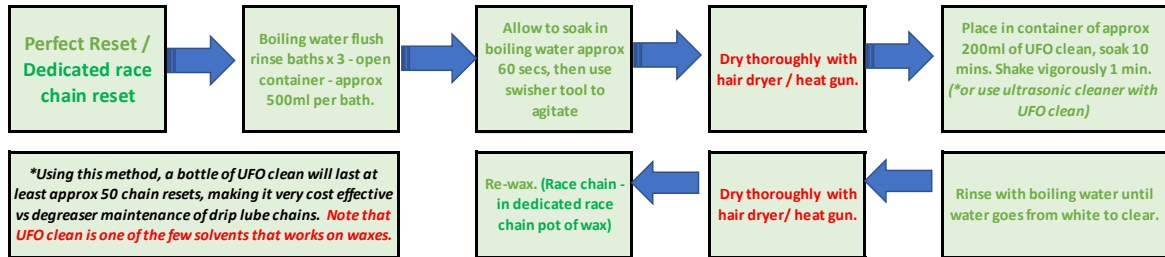 Perfect Reset /
Dedicated race
chain reset
Boiling water flush
rinse baths x 3 - open
container - approx
500ml per bath.
Allow to soak in
boiling water approx
60 secs, then use
swisher tool to
agitate
Dry thoroughly with
hair dryer / heat gun.
Place in container of approx
200ml of UFO clean, soak 10
mins. Shake vigorously 1 min.
(*or use ultrasonic cleaner with
UFO clean)
Rinse with boiling water until
water goes from white to clear.
Dry thoroughly with
hair dryer/ heat gun.
Re-wax. (Race chain -
in dedicated race
chain pot of wax)
*Using this method, a bottle of UFO clean will last at
least approx 50 chain resets, making it very cost effective
vs degreaser maintenance of drip lube chains. Note that
UFO clean is one of the few solvents that works on waxes.